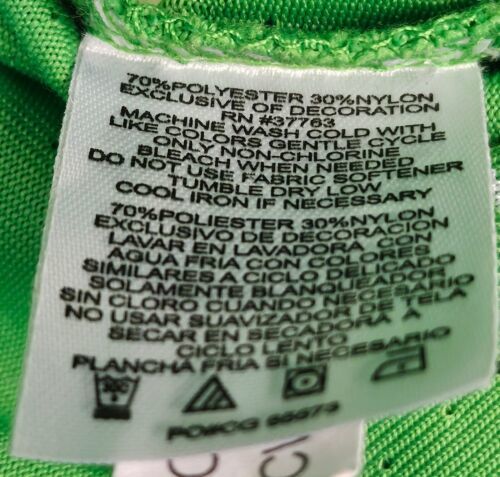 70%POLYESTER 30%NYLON
EXCLUSIVE OF DECORATION
RN #37763
MACHINE WASH COLD WITH
LIKE COLORS GENTLE CYCLE
ONLY NON-CHLORINE
BLEACH WHEN NEEDED
DO NOT USE FABRIC SOFTENER
TUMBLE DRY LOW
COOL IRON IF NECESSARY
70%POLIESTER 30%NYLON
EXCLUSIVO DE DECORACION
LAVAR EN LAVADORA CON
AGUA FRIA CON COLORES
SIMILARES A CICLO DELICADO
SOLAMENTE BLANQUEADOR
SIN CLORO CUANDO NECESARIO
NO USAR SUAVIZADOR DE TELA
SECAR EN SECADORA A
CICLO LENTO
PLANCHA FRIA SI NECESARIO